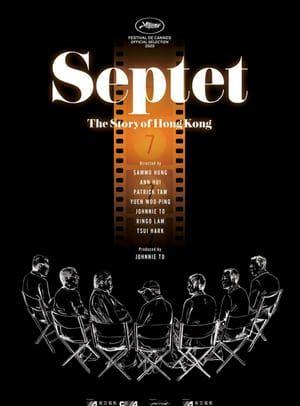 FESTIVAL DE CANNES
OFFICIAL SELECTION
2020
Septet
The Story of Hong Kong
7
Directed by
SAMMO HUNG
ANN HUI
PATRICK TAM
YUEN WOO-PING
JOHNNIE TO
RINGO LAM
TSUI HARK
Produced by
JOHNNIE TO